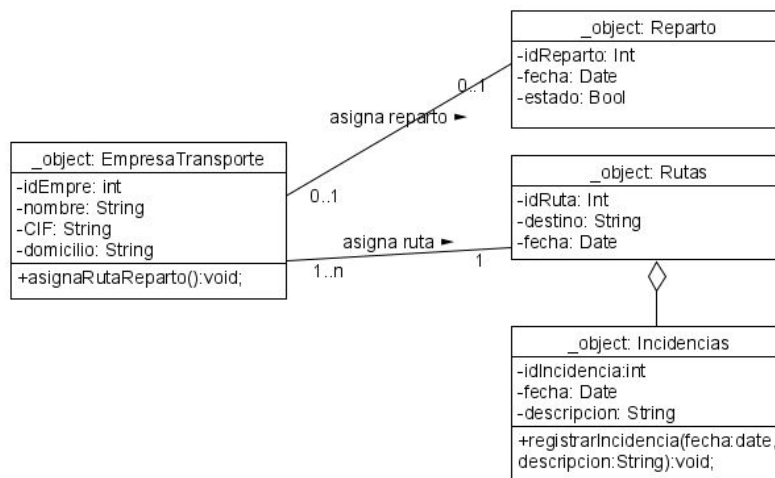 _object: Reparto
-idReparto: Int
-fecha: Date
-estado: Bool
0..1
asigna reparto ►
_object: EmpresaTransporte
-idEmpre: int
-nombre: String
-CIF: String
-domicilio: String
+asignaRutaReparto():void;
0..1
asigna ruta ►
1..n
1
_object: Rutas
-idRuta: Int
-destino: String
-fecha: Date
_object: Incidencias
-idIncidencia:int
-fecha: Date
-descripcion: String
+registrarIncidencia(fecha:date,
descripcion:String):void;